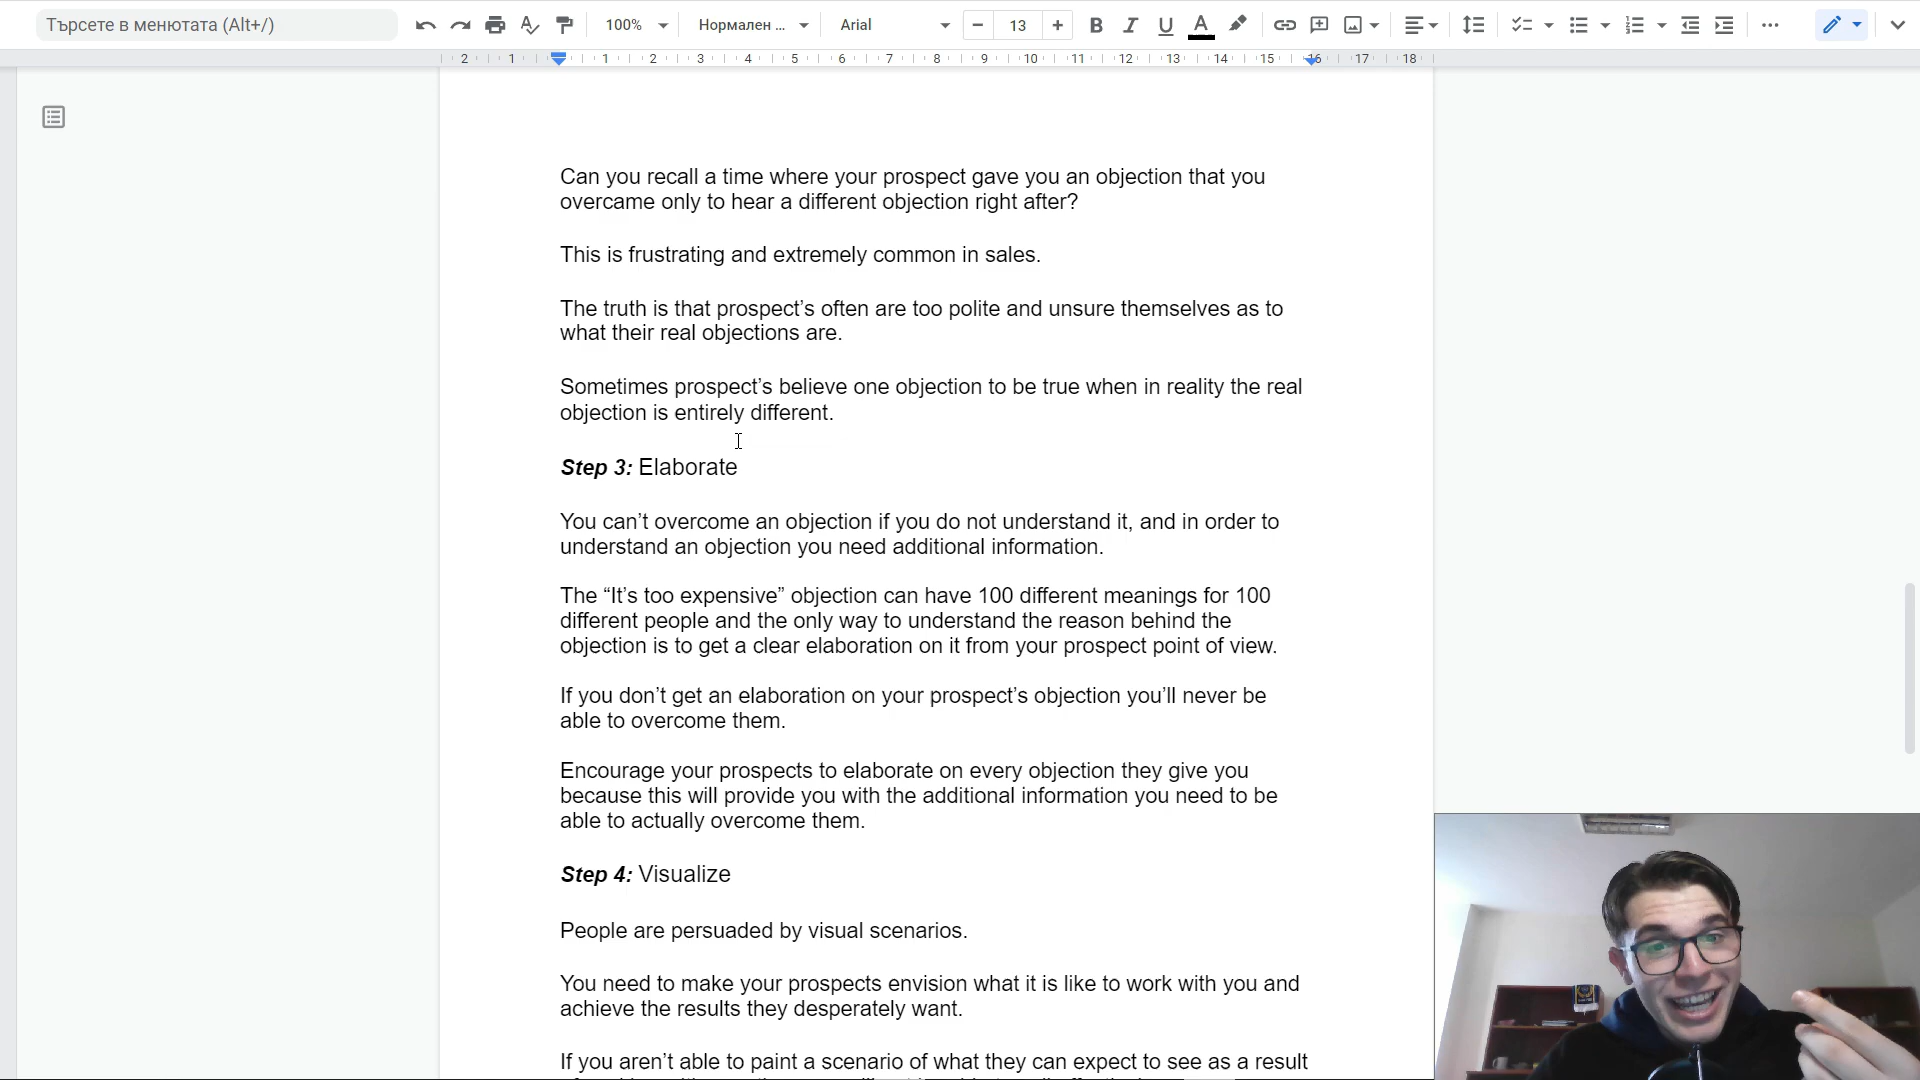 Търсете в менютата (Alt+/)
100%
Нормален ...
Arial
13
2 1 1 2 3 4 5 6 7 8 9 10 11 12 13 14 15 16 17 18
Can you recall a time where your prospect gave you an objection that you
overcame only to hear a different objection right after?
This is frustrating and extremely common in sales.
The truth is that prospect’s often are too polite and unsure themselves as to
what their real objections are.
Sometimes prospect’s believe one objection to be true when in reality the real
objection is entirely different.
Step 3: Elaborate
You can’t overcome an objection if you do not understand it, and in order to
understand an objection you need additional information.
The “It’s too expensive” objection can have 100 different meanings for 100
different people and the only way to understand the reason behind the
objection is to get a clear elaboration on it from your prospect point of view.
If you don’t get an elaboration on your prospect’s objection you’ll never be
able to overcome them.
Encourage your prospects to elaborate on every objection they give you
because this will provide you with the additional information you need to be
able to actually overcome them.
Step 4: Visualize
People are persuaded by visual scenarios.
You need to make your prospects envision what it is like to work with you and
achieve the results they desperately want.
If you aren’t able to paint a scenario of what they can expect to see as a result